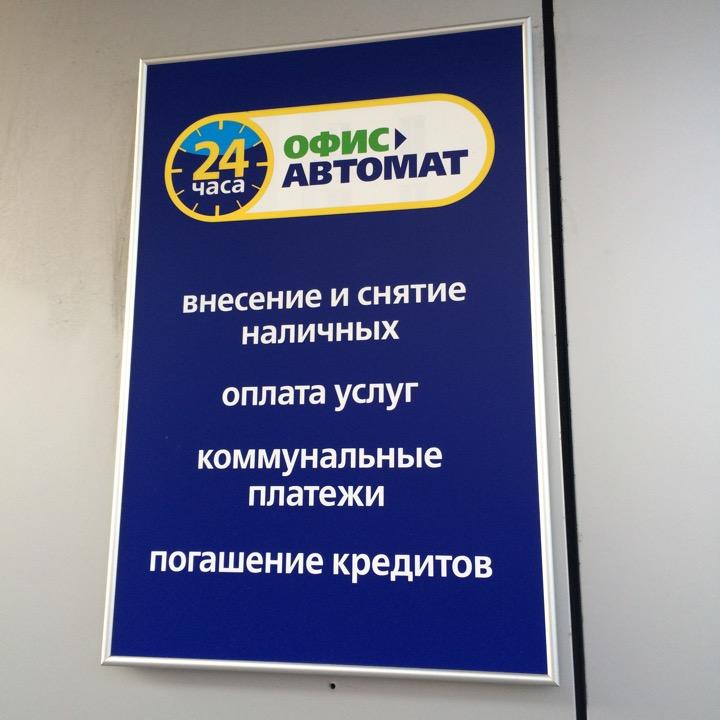 24
часа
ОФИС
АВТОМАТ
внесение и снятие
наличных
оплата услуг
коммунальные
платежи
погашение кредитов